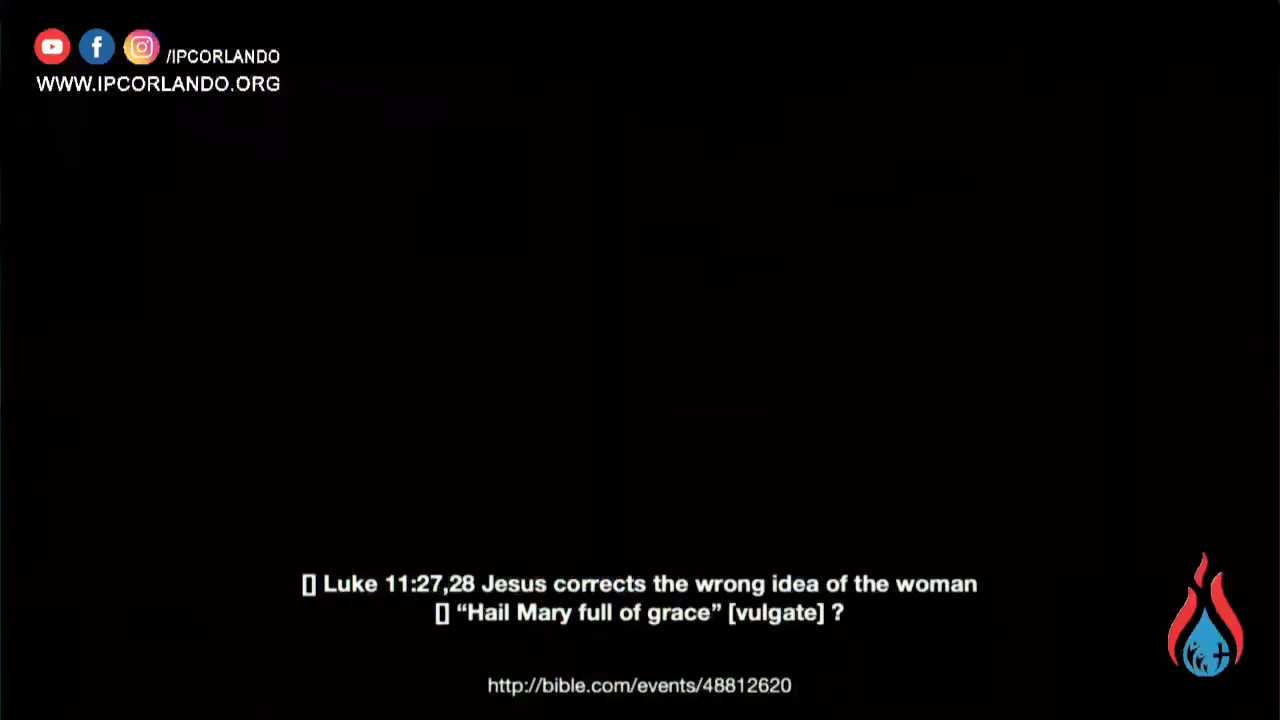 /IPCORLANDO
WWW.IPCORLANDO.ORG
[] Luke 11:27,28 Jesus corrects the wrong idea of the woman
[] “Hail Mary full of grace” [vulgate] ?
http://bible.com/events/48812620